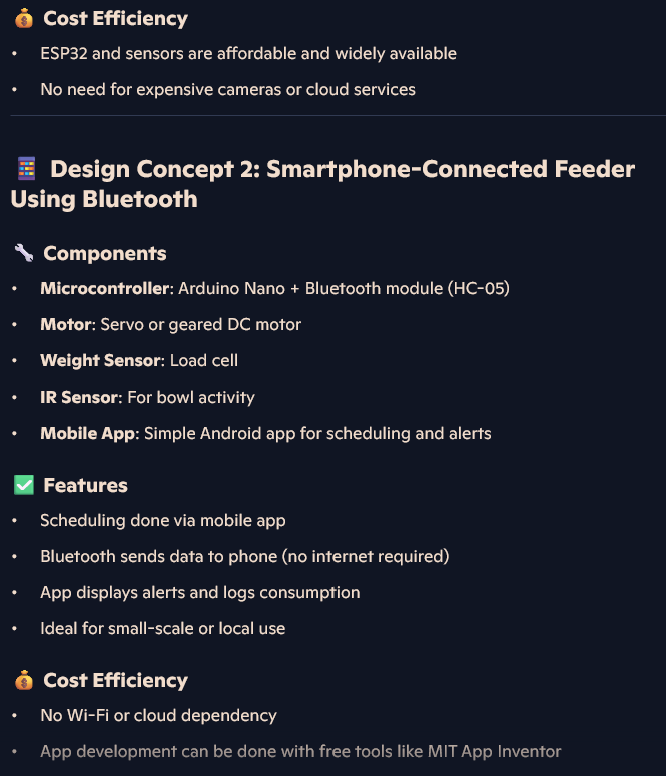 💰 Cost Efficiency
• ESP32 and sensors are affordable and widely available
• No need for expensive cameras or cloud services
🧮 Design Concept 2: Smartphone-Connected Feeder
Using Bluetooth
🔧 Components
• Microcontroller: Arduino Nano + Bluetooth module (HC-05)
• Motor: Servo or geared DC motor
• Weight Sensor: Load cell
• IR Sensor: For bowl activity
• Mobile App: Simple Android app for scheduling and alerts
✅ Features
• Scheduling done via mobile app
• Bluetooth sends data to phone (no internet required)
• App displays alerts and logs consumption
• Ideal for small-scale or local use
💰 Cost Efficiency
• No Wi-Fi or cloud dependency
• App development can be done with free tools like MIT App Inventor